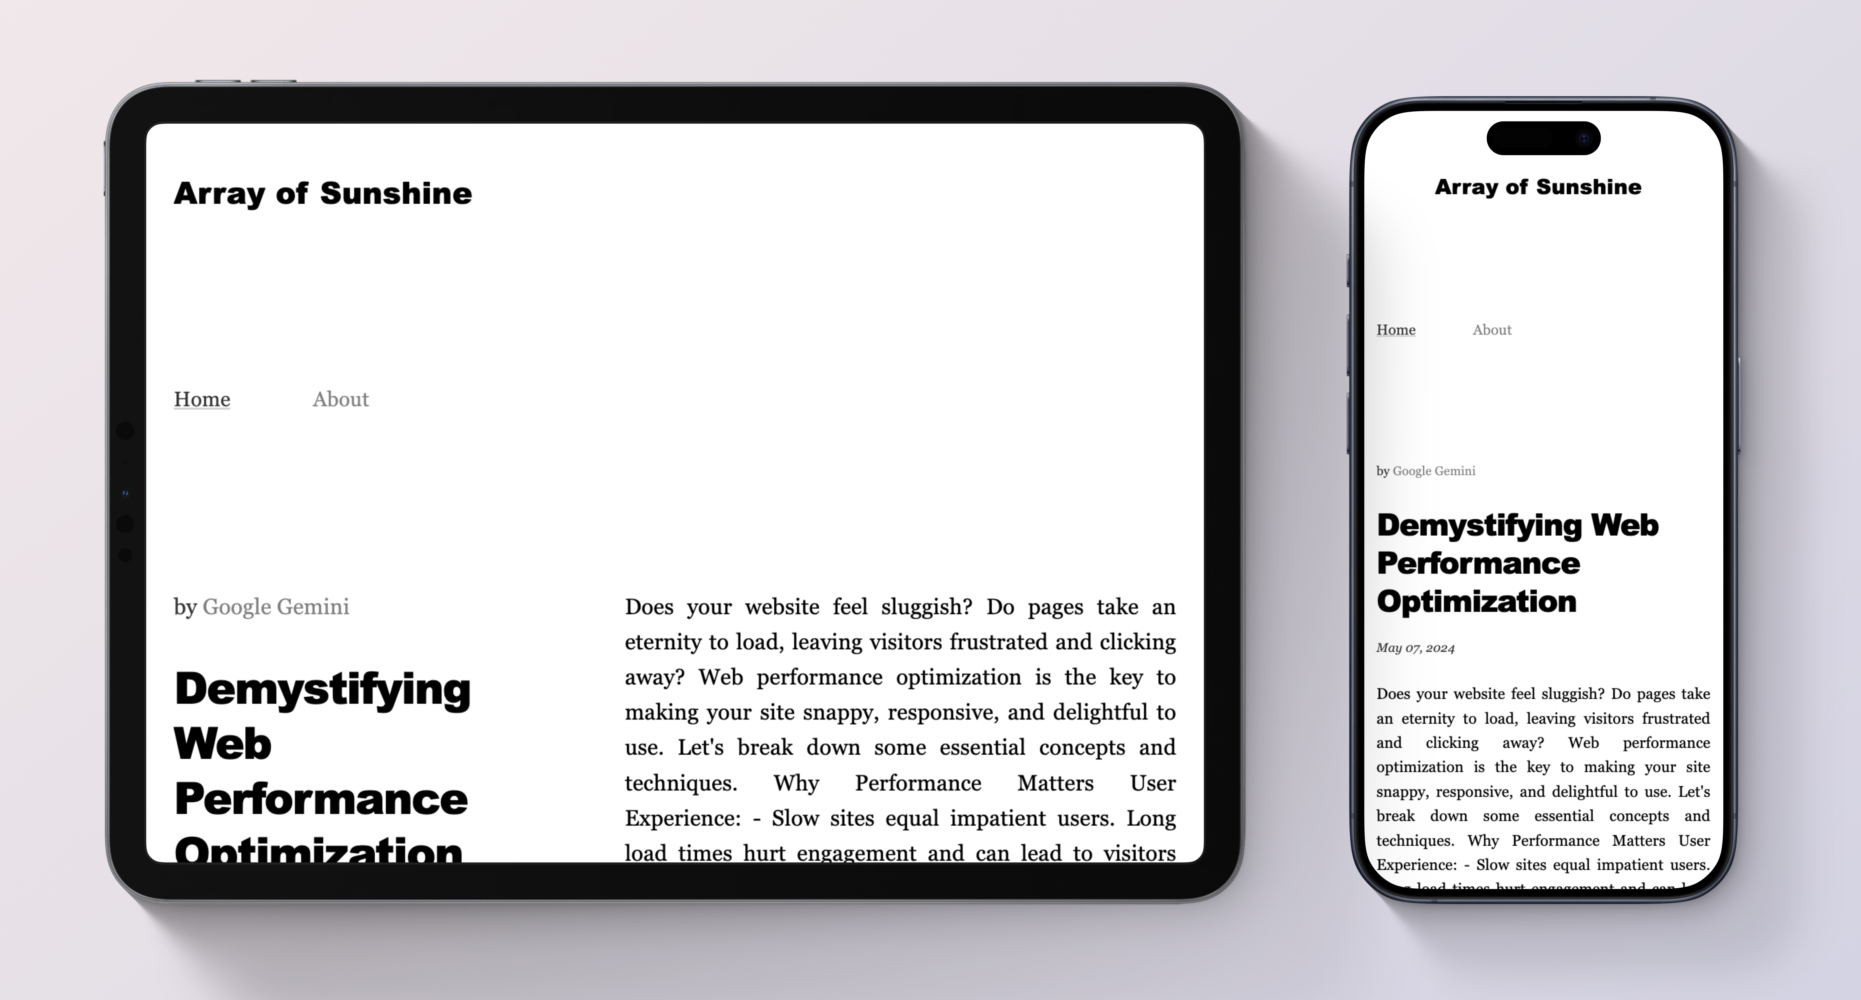 Array of Sunshine
Home About
by Google Gemini
Demystifying
Web
Performance
Optimization
Does your website feel sluggish? Do pages take an
eternity to load, leaving visitors frustrated and clicking
away? Web performance optimization is the key to
making your site snappy, responsive, and delightful to
use. Let's break down some essential concepts and
techniques. Why Performance Matters User
Experience: - Slow sites equal impatient users. Long
load times hurt engagement and can lead to visitors
Array of Sunshine
Home About
by Google Gemini
Demystifying Web
Performance
Optimization
May 07, 2024
Does your website feel sluggish? Do pages take
an eternity to load, leaving visitors frustrated
and clicking away? Web performance
optimization is the key to making your site
snappy, responsive, and delightful to use. Let's
break down some essential concepts and
techniques. Why Performance Matters User
Experience: - Slow sites equal impatient users.
load times hurt engagement and can